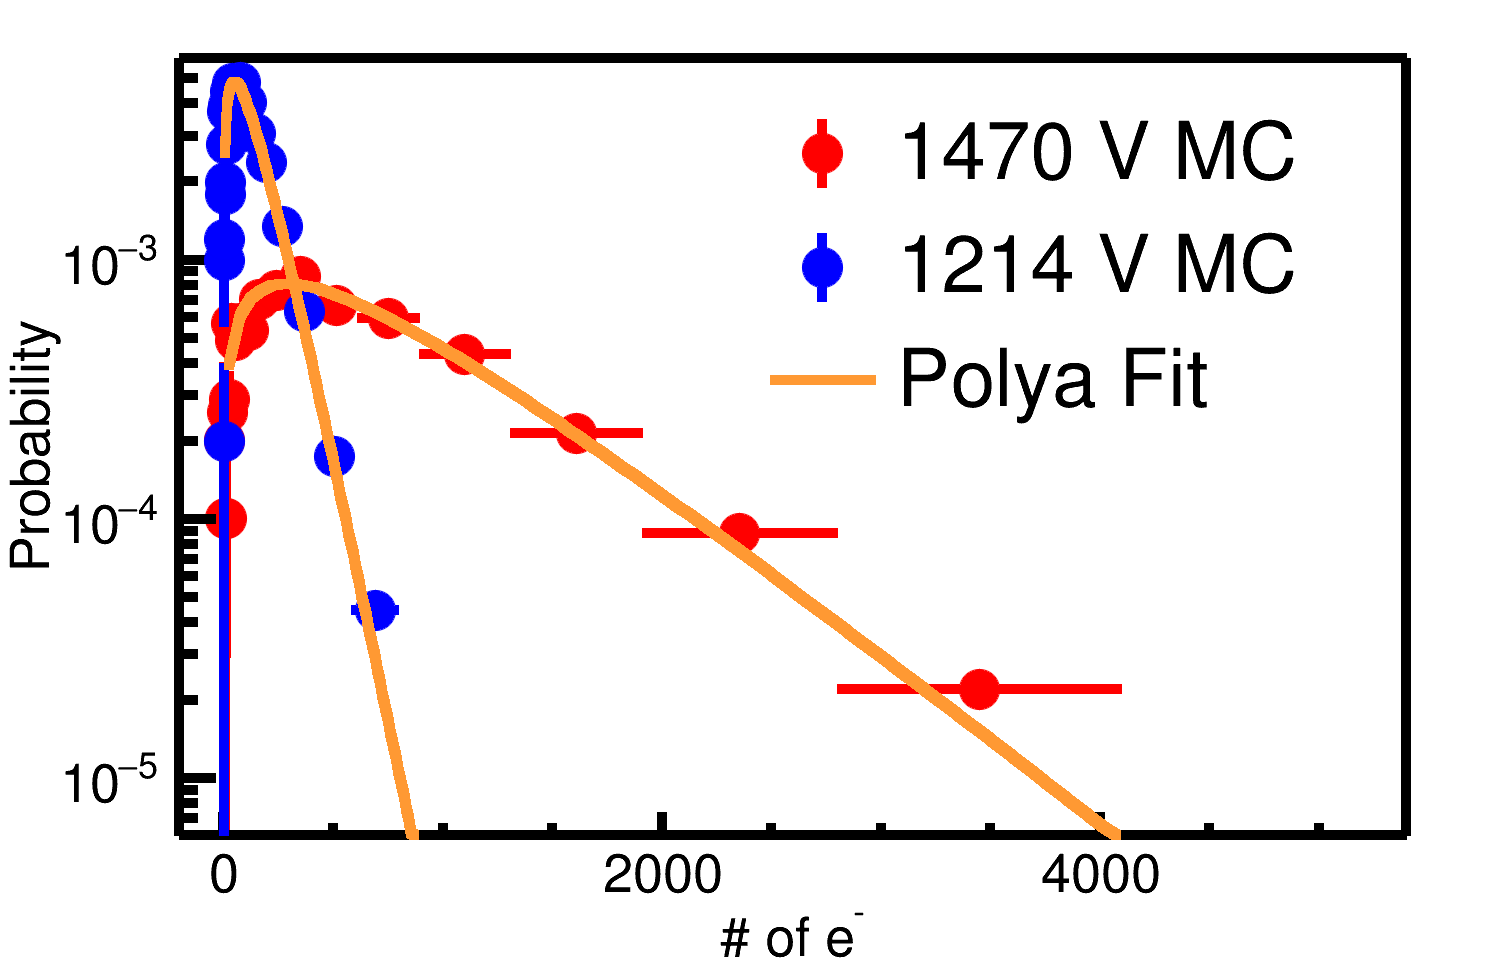 1470 V MC
1214 V MC
Polya Fit
Probability
10⁻³
10⁻⁴
10⁻⁵
0 2000 4000
# of e⁻